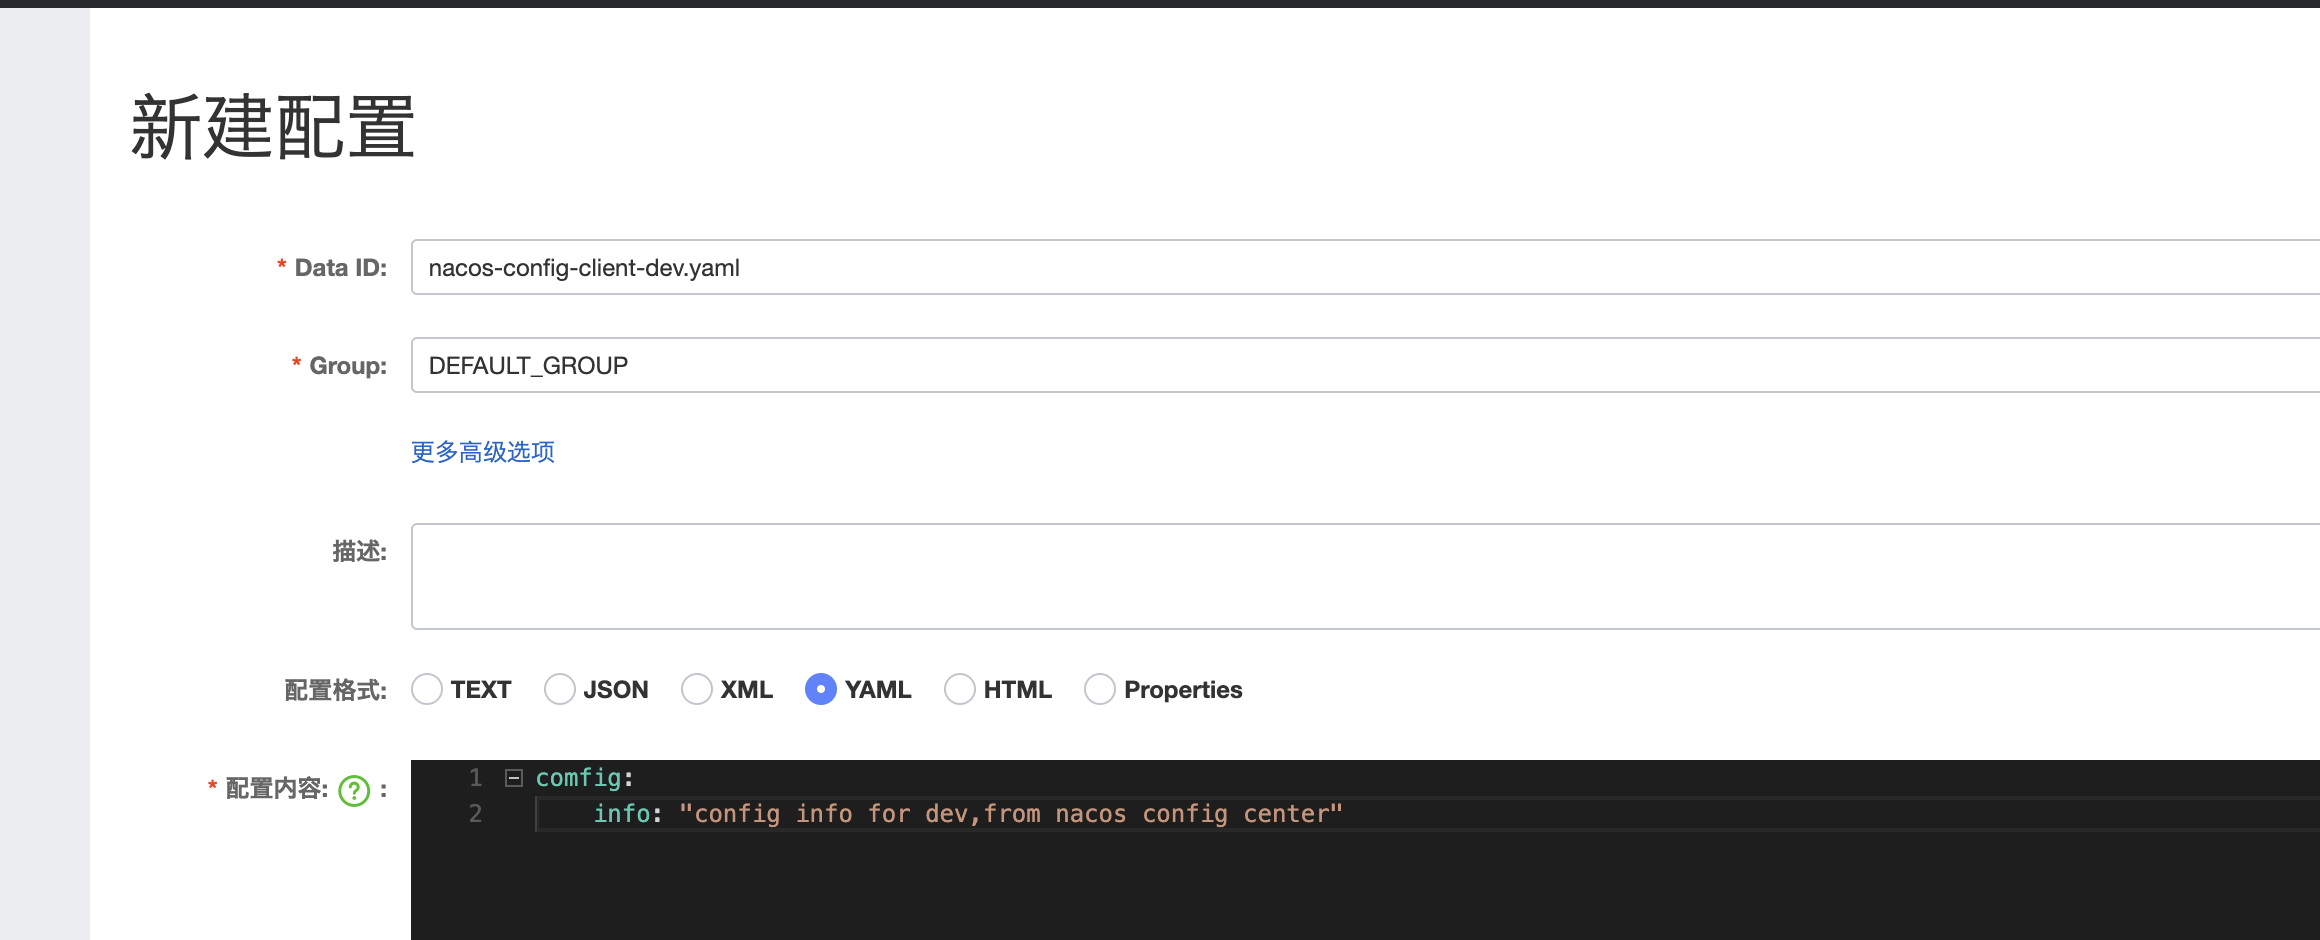 新建配置
* Data ID: nacos-config-client-dev.yaml
* Group: DEFAULT_GROUP
更多高级选项
描述:
配置格式: TEXT JSON XML YAML HTML Properties
* 配置内容: ? :
1 comfig:
2 info: "config info for dev,from nacos config center"